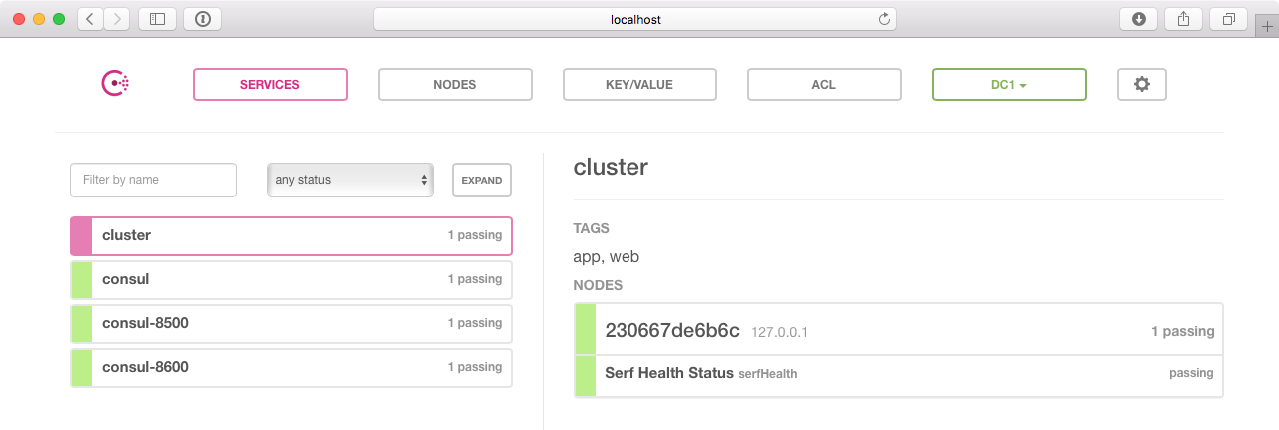 localhost
SERVICES NODES KEY/VALUE ACL DC1
Filter by name any status EXPAND
cluster 1 passing
consul 1 passing
consul-8500 1 passing
consul-8600 1 passing
cluster
TAGS
app, web
NODES
230667de6b6c 127.0.0.1 1 passing
Serf Health Status serfHealth passing